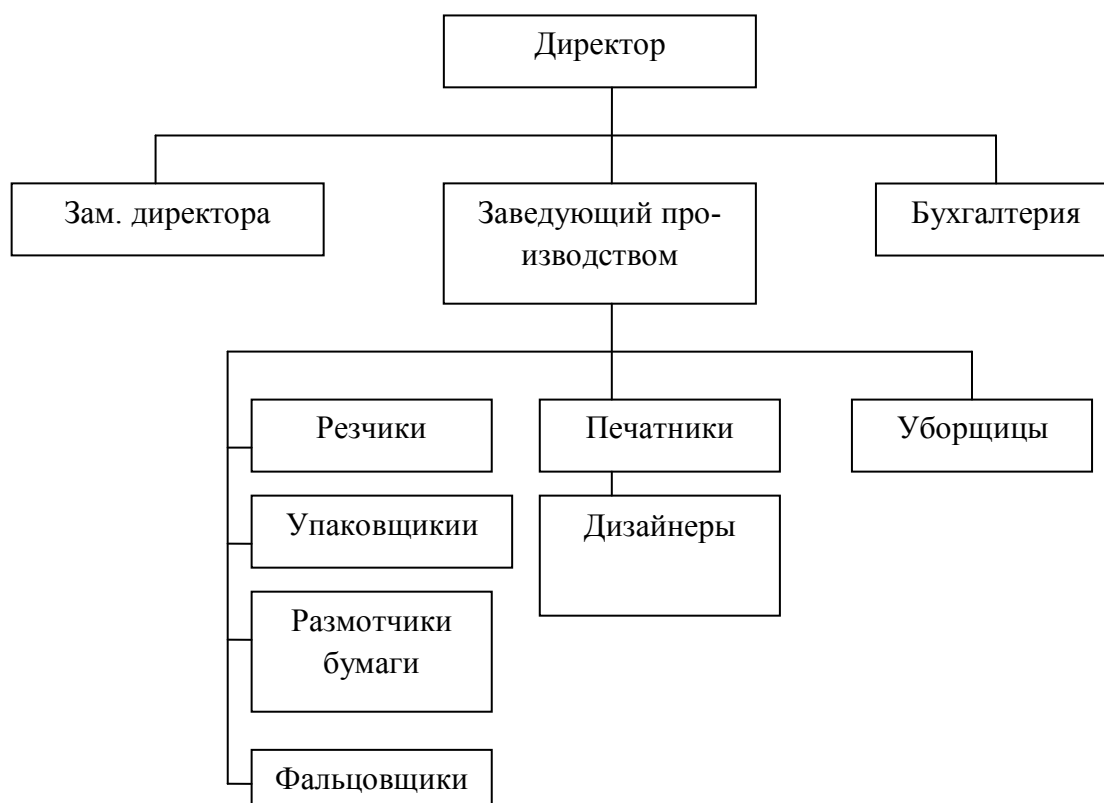 Директор
Зам. директора
Заведующий про-
изводством
Бухгалтерия
Резчики
Печатники
Уборщицы
Упаковщикии
Дизайнеры
Размотчики
бумаги
Фальцовщики